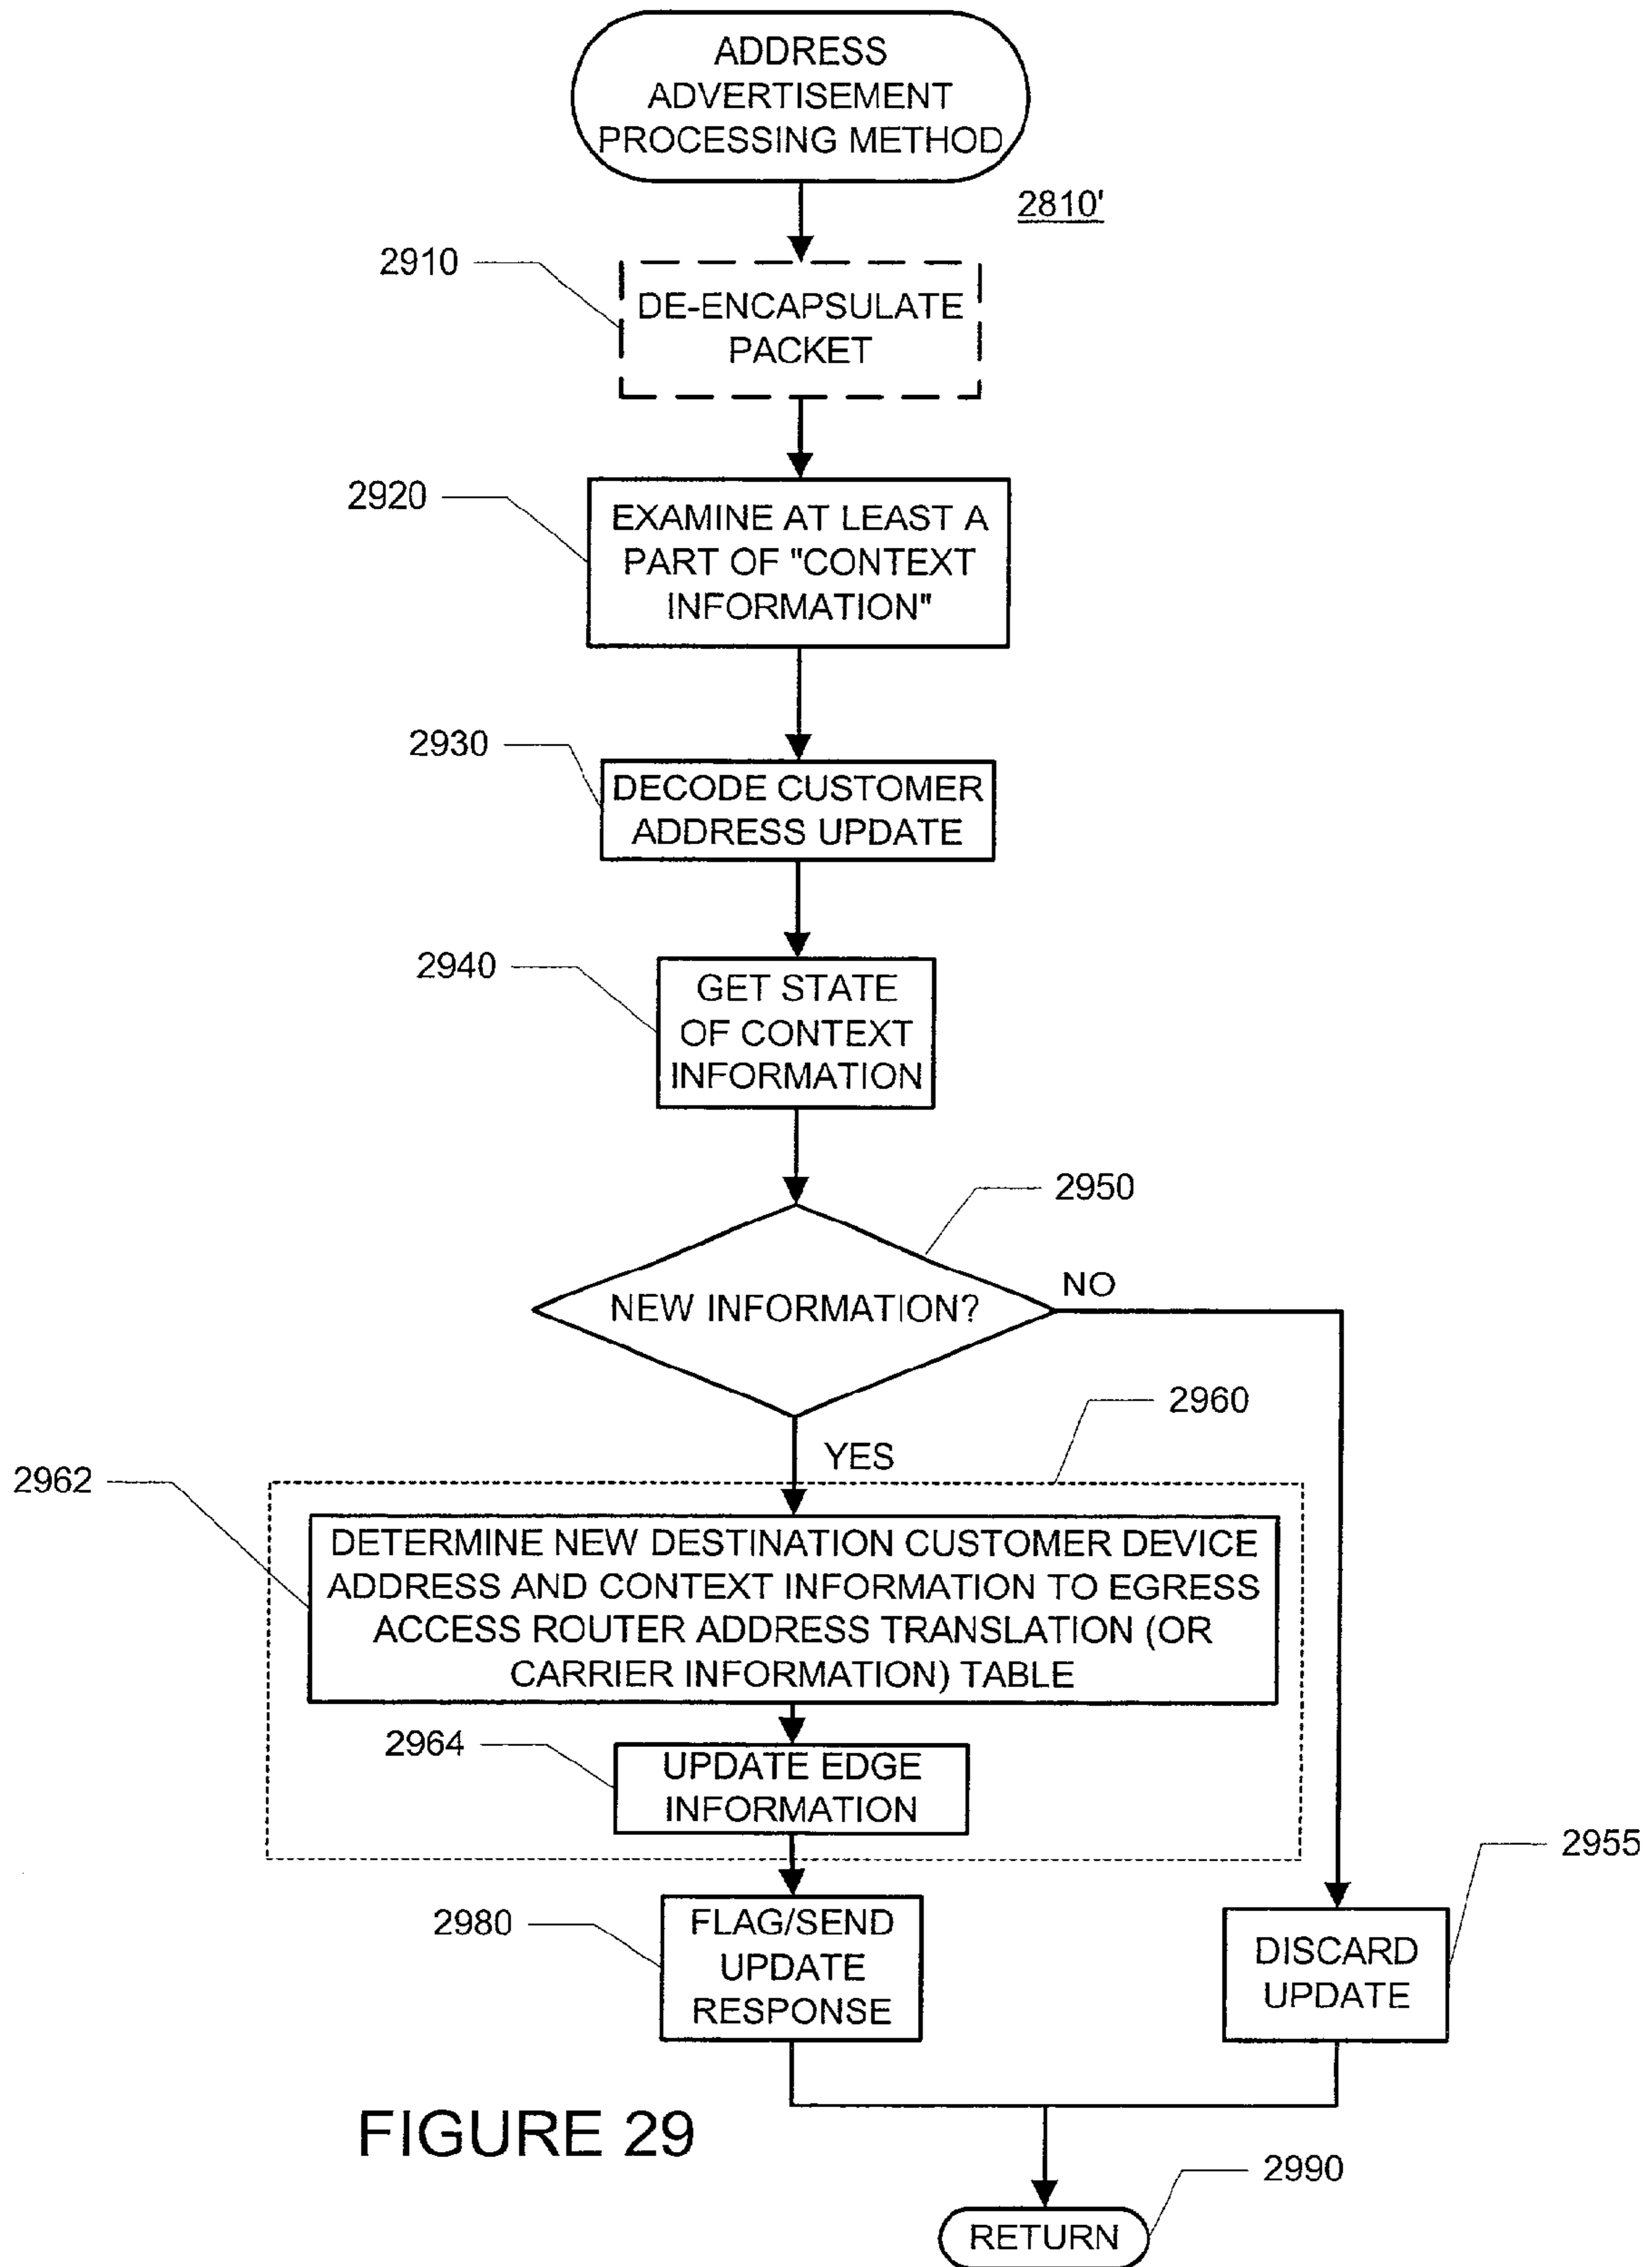 ADDRESS
ADVERTISEMENT
PROCESSING METHOD
2810'
2910
DE-ENCAPSULATE
PACKET
2920
EXAMINE AT LEAST A
PART OF "CONTEXT
INFORMATION"
2930
DECODE CUSTOMER
ADDRESS UPDATE
2940
GET STATE
OF CONTEXT
INFORMATION
2950
NEW INFORMATION?
NO
YES
2960
2962
DETERMINE NEW DESTINATION CUSTOMER DEVICE
ADDRESS AND CONTEXT INFORMATION TO EGRESS
ACCESS ROUTER ADDRESS TRANSLATION (OR
CARRIER INFORMATION) TABLE
2964
UPDATE EDGE
INFORMATION
2955
2980
FLAG/SEND
UPDATE
RESPONSE
DISCARD
UPDATE
FIGURE 29
2990
RETURN